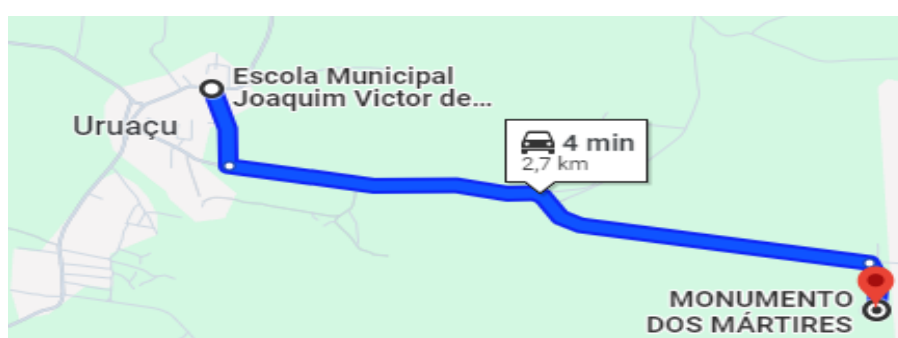 Escola Municipal
Joaquim Victor de...
Uruaçu
4 min
2,7 km
MONUMENTO
DOS MÁRTIRES